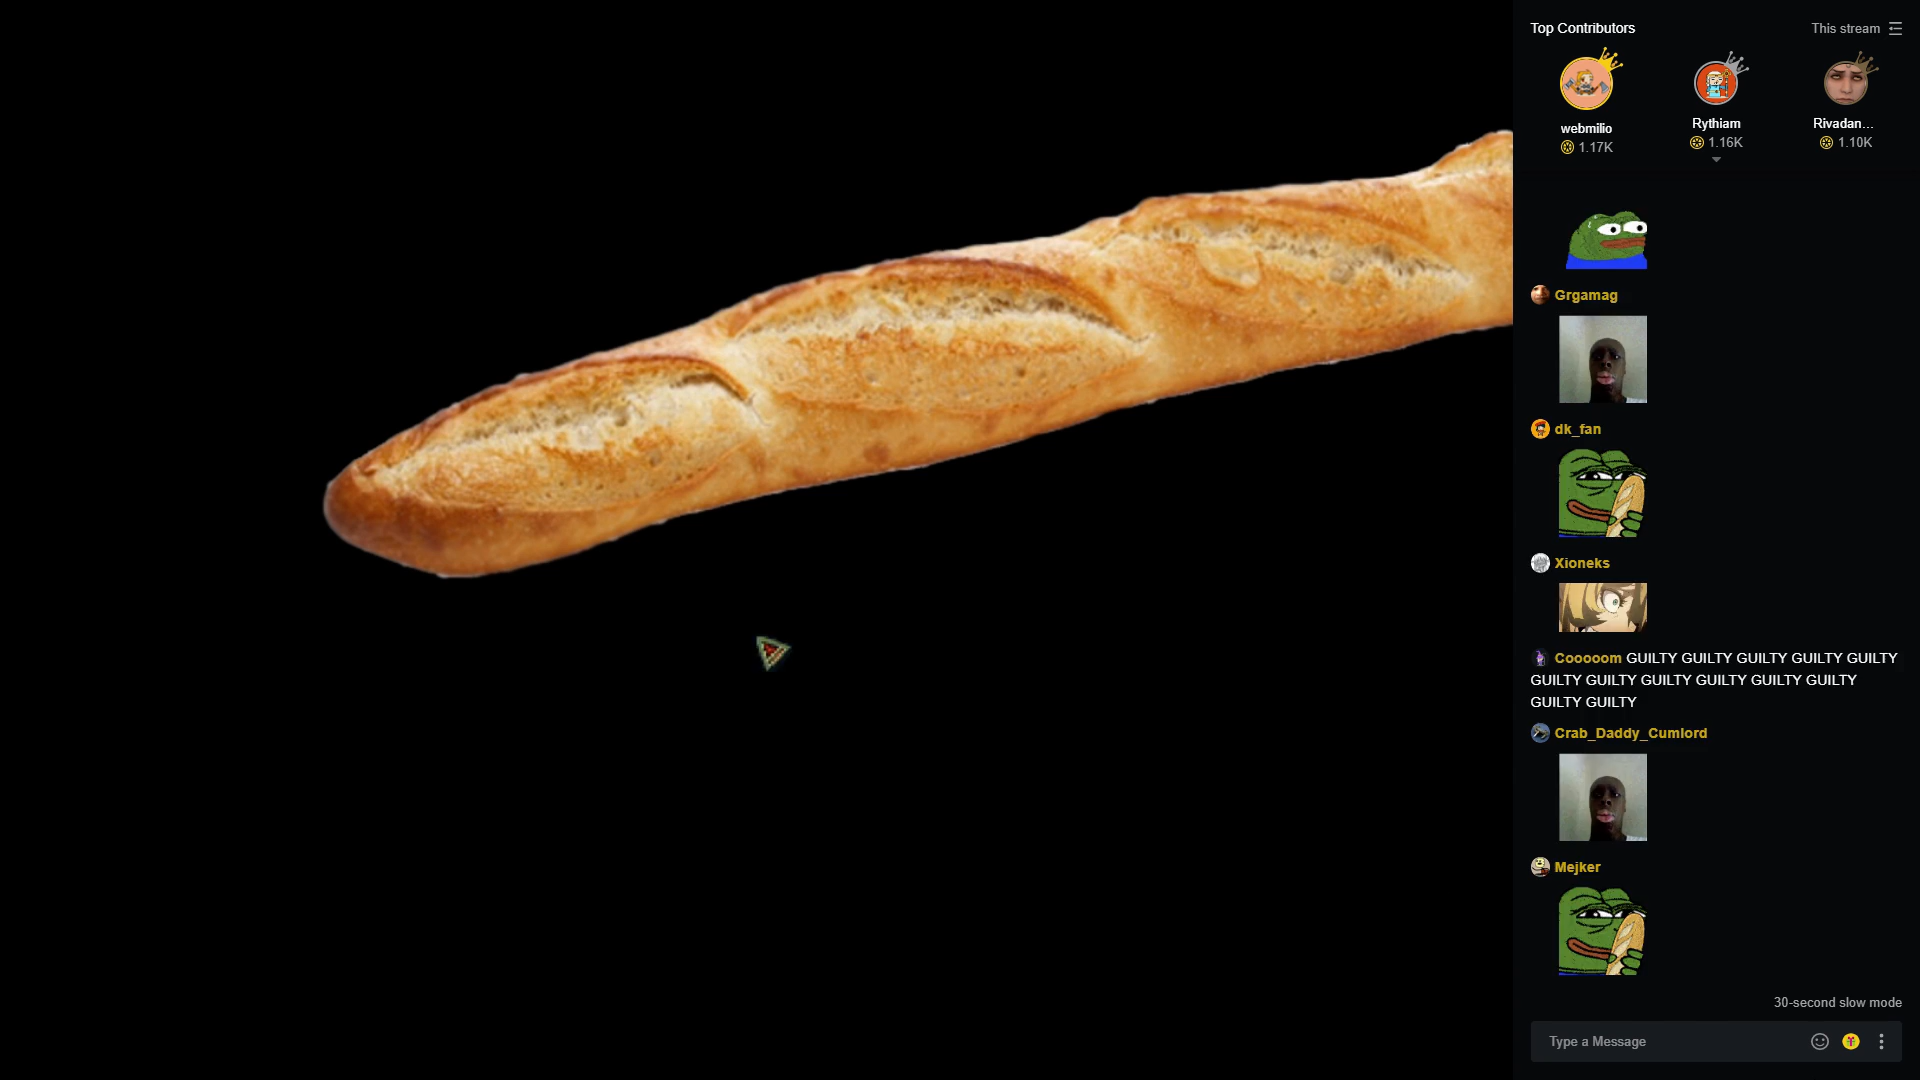 Top Contributors
This stream
webmilio
1.17K
Rythiam
1.16K
Rivadan...
1.10K
Grgamag
dk_fan
Xioneks
Cooooom GUILTY GUILTY GUILTY GUILTY GUILTY
GUILTY GUILTY GUILTY GUILTY GUILTY GUILTY
GUILTY GUILTY
Crab_Daddy_Cumlord
Mejker
30-second slow mode
Type a Message